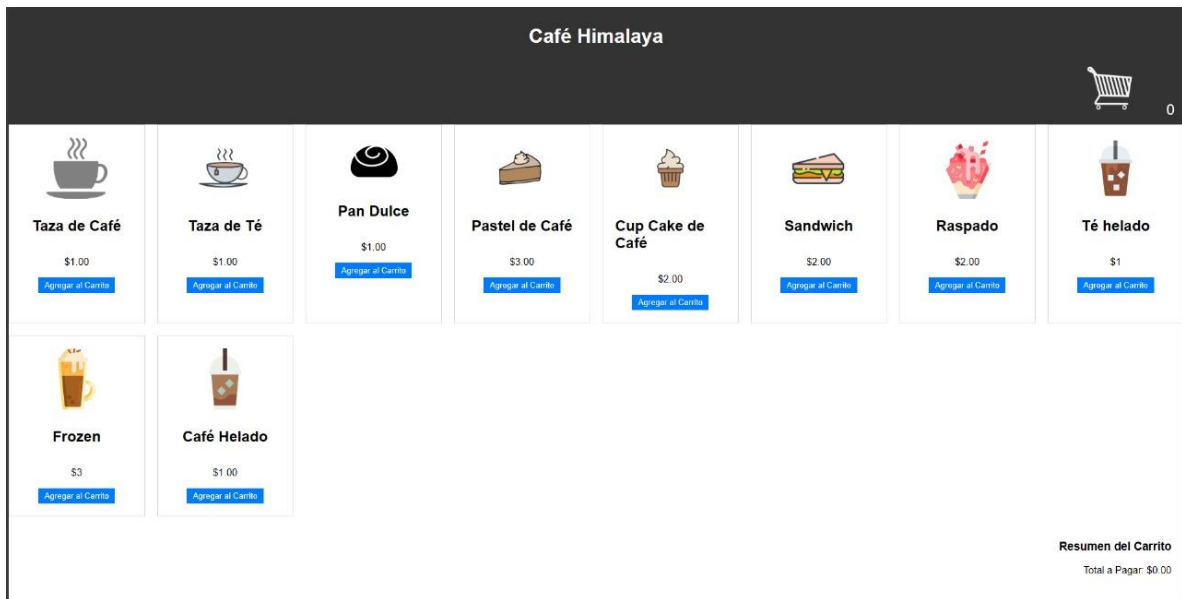 Café Himalaya
0
Taza de Café
$1.00
Agregar al Carrito
Taza de Té
$1.00
Agregar al Carrito
Pan Dulce
$1.00
Agregar al Carrito
Pastel de Café
$3.00
Agregar al Carrito
Cup Cake de
Café
$2.00
Agregar al Carrito
Sandwich
$2.00
Agregar al Carrito
Raspado
$2.00
Agregar al Carrito
Té helado
$1
Agregar al Carrito
Frozen
$3
Agregar al Carrito
Café Helado
$1.00
Agregar al Carrito
Resumen del Carrito
Total a Pagar: $0.00